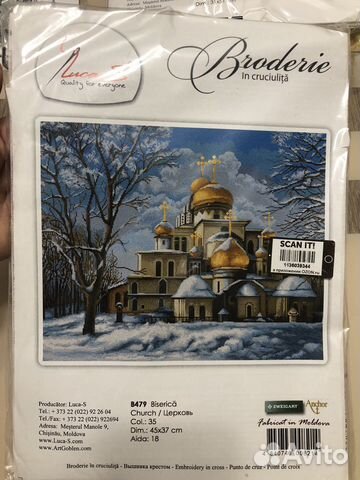 Luca-S
Quality for everyone
Broderie
în cruciuliță
SCAN IT!
1136039344
в приложении OZON.ru
Producător: Luca-S
Tel.: + 373 22 (022) 92 26 04
Tel./Fax: + 373 22 (022) 922694
Adresa: Meșterul Manole 9,
Chișinău, Moldova
www.Luca-S.com
www.ArtGoblen.com
B479 Biserică
Church / Церковь
Col.: 35
Dim.: 45x37 cm
Aida: 18
ZWEIGART
Anchor
Fabricat în Moldova
Broderie în cruciuliță - Вышивка крестом - Embroidery in cross - Punto de cruz - Point de croix
Avito